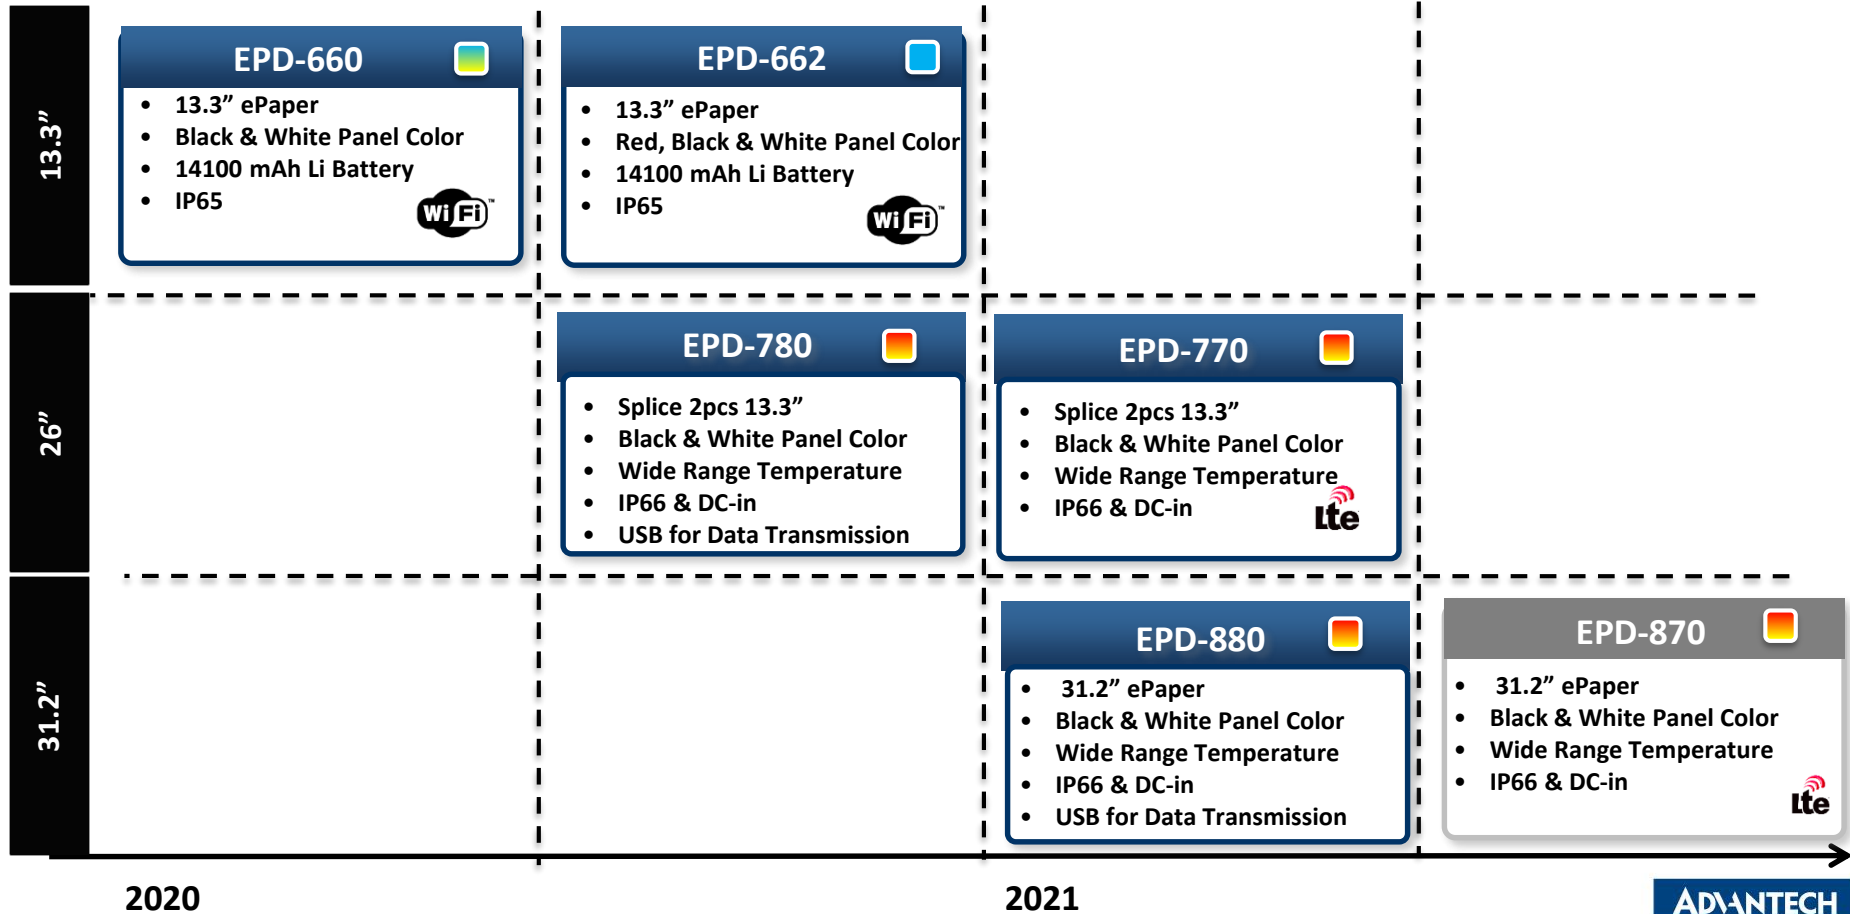 13.3”
EPD-660
• 13.3” ePaper
• Black & White Panel Color
• 14100 mAh Li Battery
• IP65
WiFi™
EPD-662
• 13.3” ePaper
• Red, Black & White Panel Color
• 14100 mAh Li Battery
• IP65
WiFi™
26”
EPD-780
• Splice 2pcs 13.3”
• Black & White Panel Color
• Wide Range Temperature
• IP66 & DC-in
• USB for Data Transmission
EPD-770
• Splice 2pcs 13.3”
• Black & White Panel Color
• Wide Range Temperature
• IP66 & DC-in
Lte
31.2”
EPD-880
• 31.2” ePaper
• Black & White Panel Color
• Wide Range Temperature
• IP66 & DC-in
• USB for Data Transmission
EPD-870
• 31.2” ePaper
• Black & White Panel Color
• Wide Range Temperature
• IP66 & DC-in
Lte
2020
2021
ADVANTECH